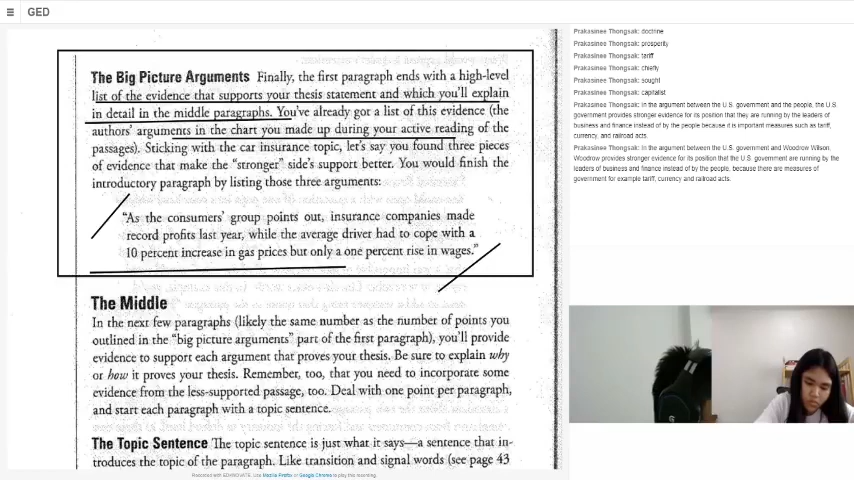 GED
The Big Picture Arguments Finally, the first paragraph ends with a high-level
list of the evidence that supports your thesis statement and which you'll explain
in detail in the middle paragraphs. You've already got a list of this evidence (the
authors' arguments in the chart you made up during your active reading of the
passages). Sticking with the car insurance topic, let's say you found three pieces
of evidence that make the "stronger" side's support better. You would finish the
introductory paragraph by listing those three arguments:
"As the consumers' group points out, insurance companies made
record profits last year, while the average driver had to cope with a
10 percent increase in gas prices but only a one percent rise in wages."
The Middle
In the next few paragraphs (likely the same number as the number of points you
outlined in the "big picture arguments" part of the first paragraph), you'll provide
evidence to support each argument that proves your thesis. Be sure to explain why
or how it proves your thesis. Remember, too, that you need to incorporate some
evidence from the less-supported passage, too. Deal with one point per paragraph,
and start each paragraph with a topic sentence.
The Topic Sentence The topic sentence is just what it says—a sentence that in-
troduces the topic of the paragraph. Like transition and signal words (see page 43
Recorded with EDINNOVATE. Use Mozilla Firefox or Google Chrome to play this recording.
Prakasinee Thongsak: docrine
Prakasinee Thongsak: prosperity
Prakasinee Thongsak: tariff
Prakasinee Thongsak: chiefly
Prakasinee Thongsak: sought
Prakasinee Thongsak: capitalist
Prakasinee Thongsak: In the argument between the U.S. government and the people, the U.S.
government provides stronger evidence for its position that they are running by the leaders of
business and finance instead of by the people because it is important measures such as tariff,
currency, and railroad acts.
Prakasinee Thongsak: In the argument between the U.S. government and Woodrow Wilson.
Woodrow provides stronger evidence for its position that the U.S. government are running by the
leaders of business and finance instead of by the people, because there are measures of
government for example tariff, currency and railroad acts.